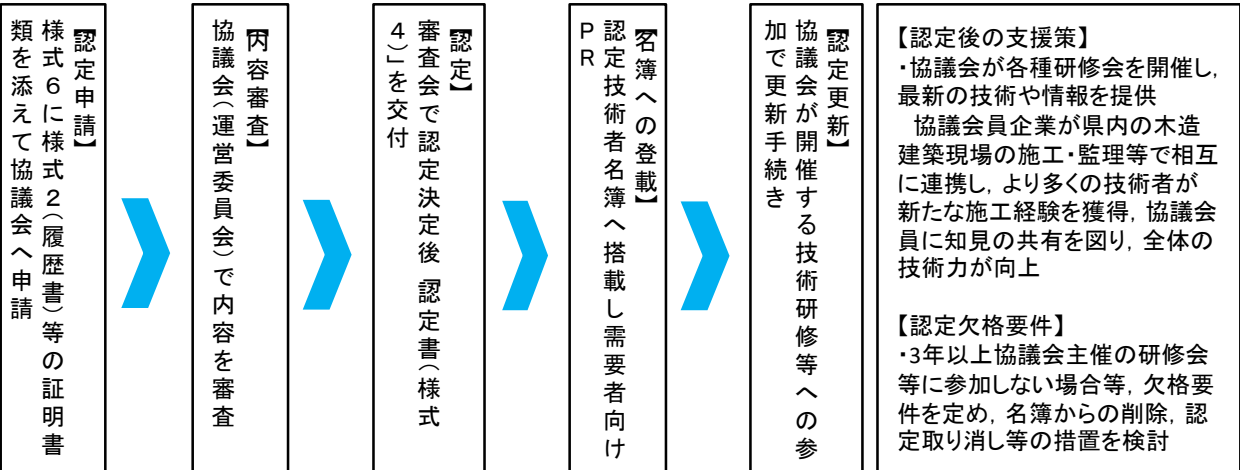 【認定申請】
様式６に様式２（履歴書）等の証明書
類を添えて協議会へ申請
【内容審査】
協議会（運営委員会）で内容を審査
【認定】
審査会で認定決定後「認定書（様式
４）」を交付
【名簿への登載】
認定技術者名簿へ搭載し需要者向け
ＰＲ
【認定更新】
協議会が開催する技術研修等への参
加で更新手続き
【認定後の支援策】
・協議会が各種研修会を開催し，
最新の技術や情報を提供
　協議会員企業が県内の木造
建築現場の施工・監理等で相互
に連携し，より多くの技術者が
新たな施工経験を獲得，協議会
員に知見の共有を図り，全体の
技術力が向上
【認定欠格要件】
・3年以上協議会主催の研修会
等に参加しない場合等，欠格要
件を定め，名簿からの削除，認
定取り消し等の措置を検討